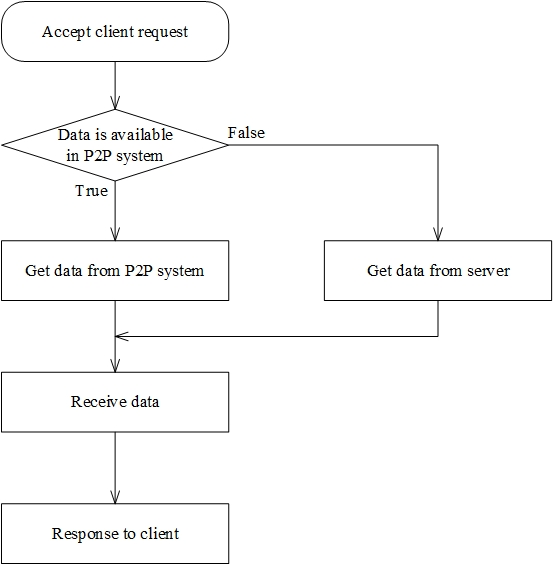 Accept client request
Data is available
in P2P system
False
True
Get data from P2P system
Get data from server
Receive data
Response to client